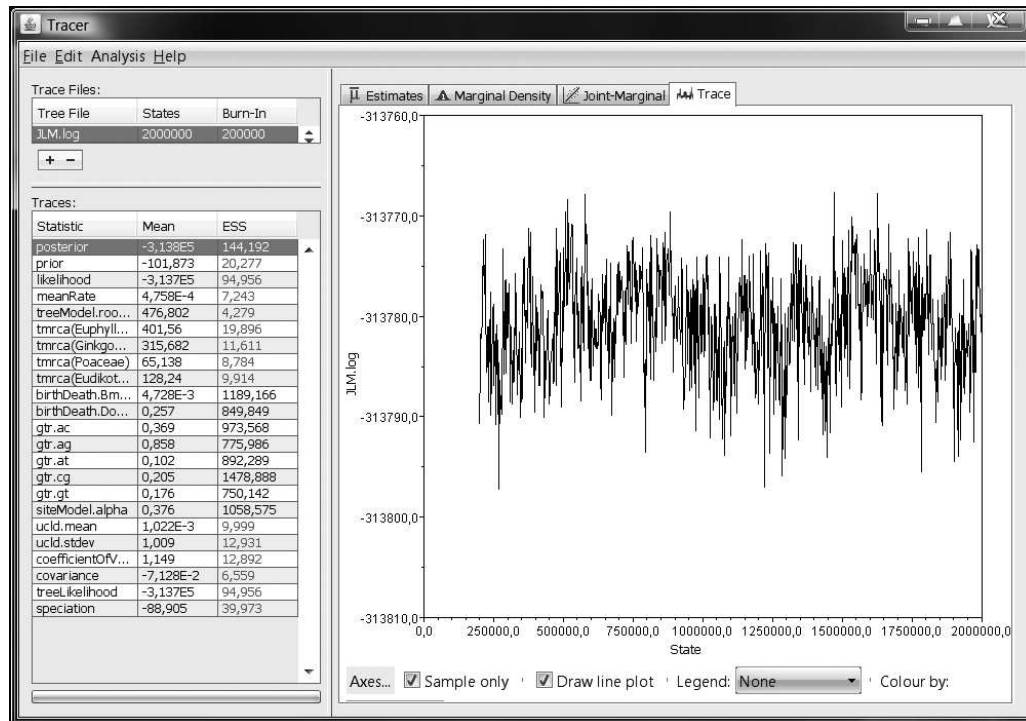 Tracer
File Edit Analysis Help
Trace Files:
Tree File States Burn-In
JLM.log 2000000 200000
+ -
Traces:
Statistic Mean ESS
posterior -3,138E5 144,192
prior -101,873 20,277
likelihood -3,137E5 94,956
meanRate 4,758E-4 7,243
treeModel.roo... 476,802 4,279
tmrca(Euphyll... 401,56 19,896
tmrca(Ginkgo... 315,682 11,611
tmrca(Poaceae) 65,138 8,784
tmrca(Eudikot... 128,24 9,914
birthDeath.Bm... 4,728E-3 1189,166
birthDeath.Do... 0,257 849,849
gtr.ac 0,369 973,568
gtr.ag 0,858 775,986
gtr.at 0,102 892,289
gtr.cg 0,205 1478,888
gtr.gt 0,176 750,142
siteModel.alpha 0,376 1058,575
ucld.mean 1,022E-3 9,999
ucld.stdev 1,009 12,931
coefficientOfV... 1,149 12,892
covariance -7,128E-2 6,559
treeLikelihood -3,137E5 94,956
speciation -88,905 39,973
μ Estimates Marginal Density Joint-Marginal Trace
-313760,0
-313770,0
-313780,0
-313790,0
-313800,0
-313810,0
JLM.log
0,0 250000,0 500000,0 750000,0 1000000,0 1250000,0 1500000,0 1750000,0 2000000,0
State
Axes... Sample only Draw line plot Legend: None Colour by: